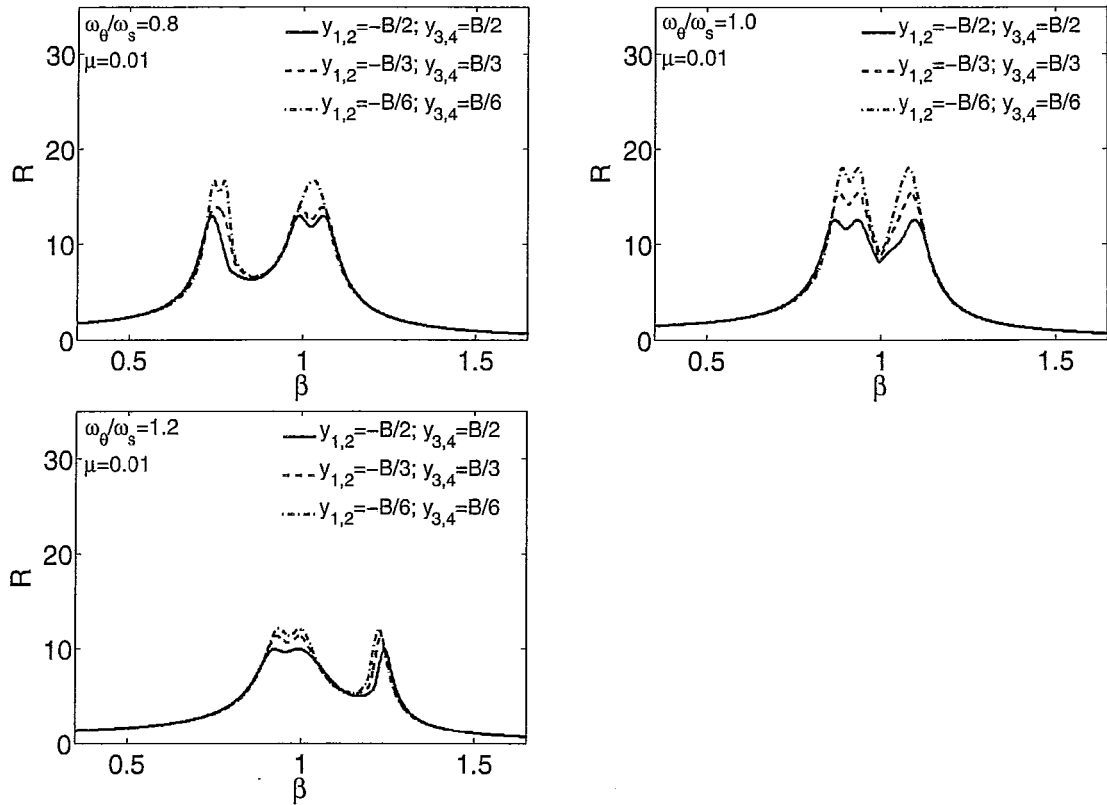 ω_θ/ω_s=0.8
μ=0.01
y_{1,2}=−B/2; y_{3,4}=B/2
y_{1,2}=−B/3; y_{3,4}=B/3
y_{1,2}=−B/6; y_{3,4}=B/6
30
20
10
0
R
0.5 1 1.5
β
ω_θ/ω_s=1.0
μ=0.01
y_{1,2}=−B/2; y_{3,4}=B/2
y_{1,2}=−B/3; y_{3,4}=B/3
y_{1,2}=−B/6; y_{3,4}=B/6
30
20
10
0
R
0.5 1 1.5
β
ω_θ/ω_s=1.2
μ=0.01
y_{1,2}=−B/2; y_{3,4}=B/2
y_{1,2}=−B/3; y_{3,4}=B/3
y_{1,2}=−B/6; y_{3,4}=B/6
30
20
10
0
R
0.5 1 1.5
β